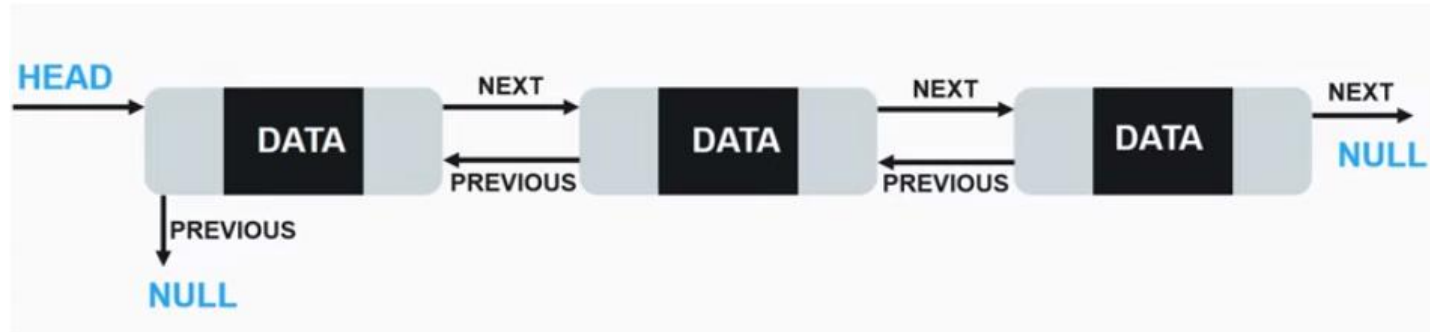 HEAD
NEXT
NEXT
NEXT
DATA
DATA
DATA
NULL
PREVIOUS
PREVIOUS
PREVIOUS
NULL